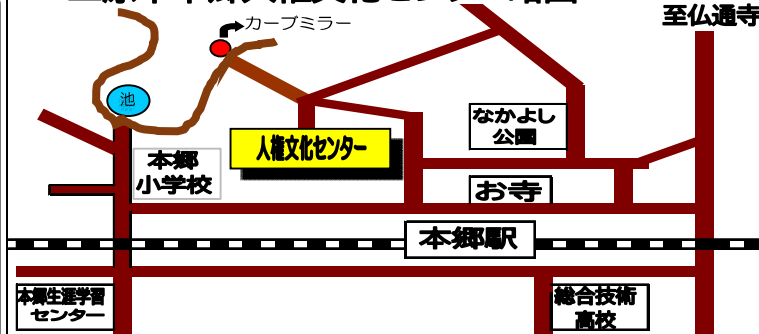 至仏通寺
カーブミラー
池
なかよし
公園
人権文化センター
本郷
小学校
お寺
本郷駅
本郷生涯学習
センター
総合技術
高校